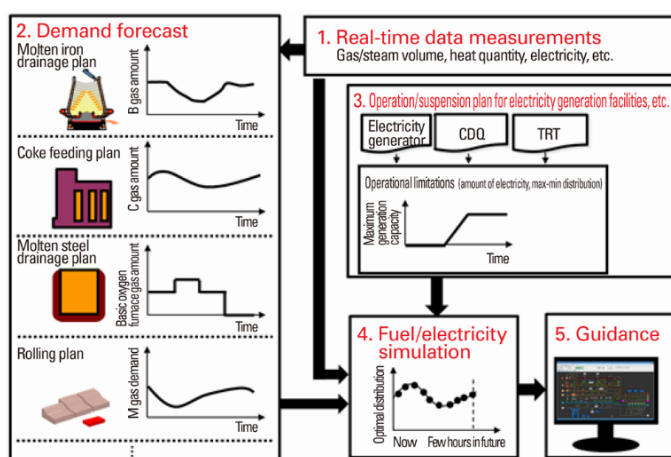 2. Demand forecast
Molten iron
drainage plan
B gas amount
Time
Coke feeding plan
C gas amount
Time
Molten steel
drainage plan
Basic oxygen
furnace gas amount
Time
Rolling plan
M gas demand
Time
1. Real-time data measurements
Gas/steam volume, heat quantity, electricity, etc.
3. Operation/suspension plan for electricity generation facilities, etc.
Electricity
generator
CDQ
TRT
Operational limitations (amount of electricity, max-min distribution)
Maximum
generation
capacity
Time
4. Fuel/electricity
simulation
Optimal distribution
Now
Few hours in future
5. Guidance